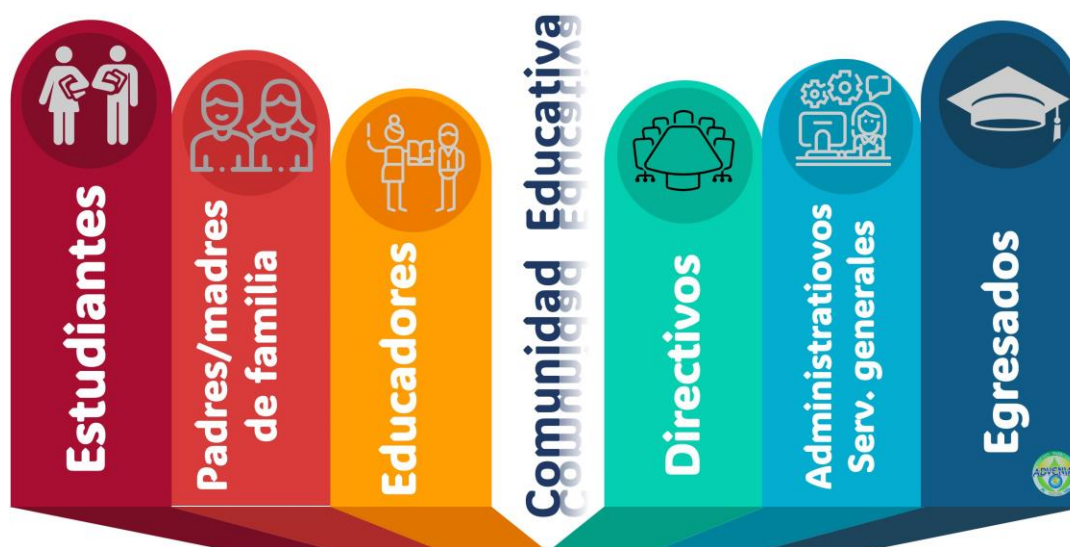 Estudiantes
Padres/madres
de familia
Educadores
Comunidad Educativa
Directivos
Administratiovos
Serv. generales
Egresados